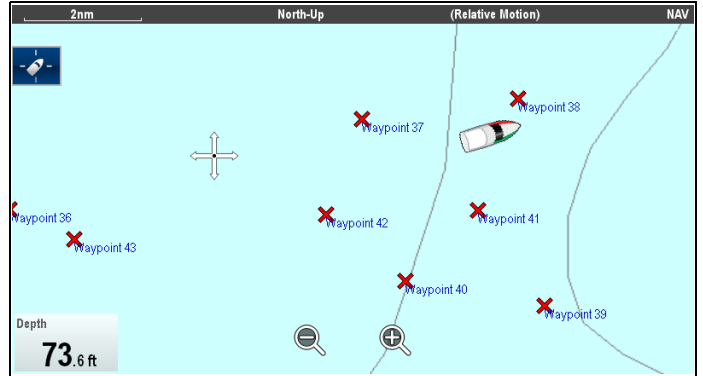 2nm North-Up (Relative Motion) NAV
Waypoint 38
Waypoint 37
Waypoint 36
Waypoint 42
Waypoint 41
Waypoint 43
Waypoint 40
Waypoint 39
Depth
73.6 ft